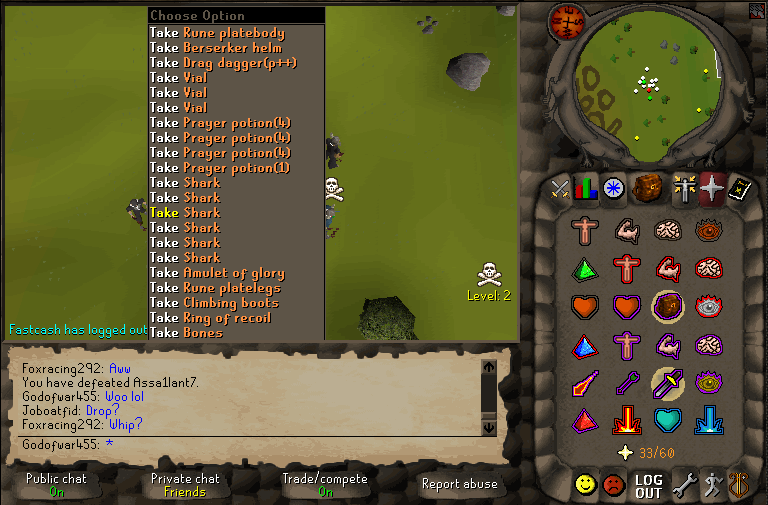 Choose Option
Take Rune platebody
Take Berserker helm
Take Drag dagger(p++)
Take Vial
Take Vial
Take Vial
Take Prayer potion(4)
Take Prayer potion(4)
Take Prayer potion(4)
Take Prayer potion(1)
Take Shark
Take Shark
Take Shark
Take Shark
Take Shark
Take Shark
Take Amulet of glory
Take Rune platelegs
Take Climbing boots
Take Ring of recoil
Take Bones
Level: 2
Fastcash has logged out
Foxracing292: Aww
You have defeated Assa1lant7.
Godofwar455: Woo lol
Joboatfid: Drop?
Foxracing292: Whip?
Godofwar455: *
Public chat
On
Private chat
Friends
Trade/compete
On
Report abuse
33/60
LOG
OUT